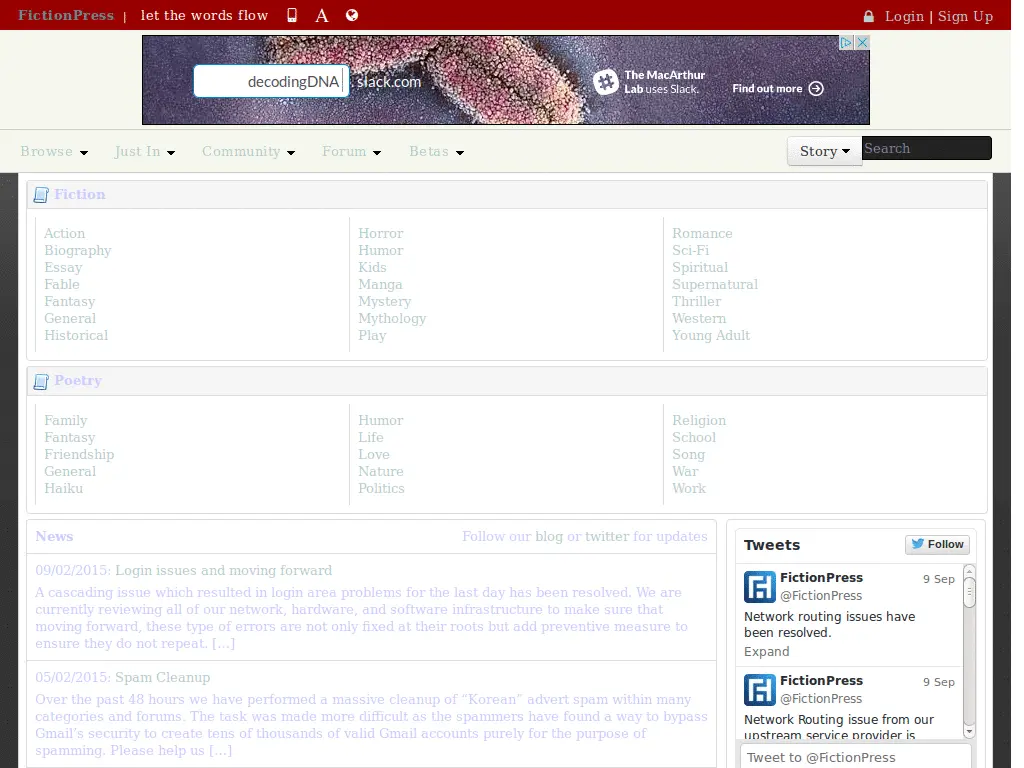 FictionPress | let the words flow A Login | Sign Up
decodingDNA .slack.com
The MacArthur
Lab uses Slack.
Find out more
Browse Just In Community Forum Betas Story Search
Fiction
Action
Biography
Essay
Fable
Fantasy
General
Historical
Horror
Humor
Kids
Manga
Mystery
Mythology
Play
Romance
Sci-Fi
Spiritual
Supernatural
Thriller
Western
Young Adult
Poetry
Family
Fantasy
Friendship
General
Haiku
Humor
Life
Love
Nature
Politics
Religion
School
Song
War
Work
News Follow our blog or twitter for updates
09/02/2015: Login issues and moving forward
A cascading issue which resulted in login area problems for the last day has been resolved. We are
currently reviewing all of our network, hardware, and software infrastructure to make sure that
moving forward, these type of errors are not only fixed at their roots but add preventive measure to
ensure they do not repeat. [...]
05/02/2015: Spam Cleanup
Over the past 48 hours we have performed a massive cleanup of “Korean” advert spam within many
categories and forums. The task was made more difficult as the spammers have found a way to bypass
Gmail’s security to create tens of thousands of valid Gmail accounts purely for the purpose of
spamming. Please help us [...]
Tweets Follow
FictionPress 9 Sep
@FictionPress
Network routing issues have
been resolved.
Expand
FictionPress 9 Sep
@FictionPress
Network Routing issue from our
upstream service provider is
Tweet to @FictionPress